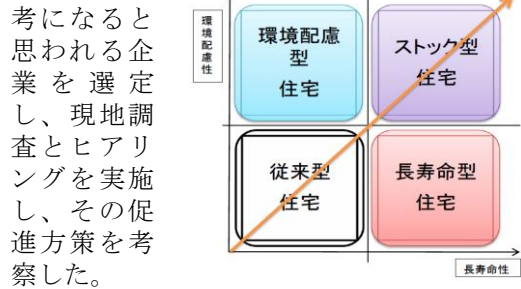 考になると
思われる企
業を選定
し、現地調
査とヒアリ
ングを実施
し、その促
進方策を考
察した。
環境配慮性
環境配慮
型
住宅
ストック型
住宅
従来型
住宅
長寿命型
住宅
長寿命性